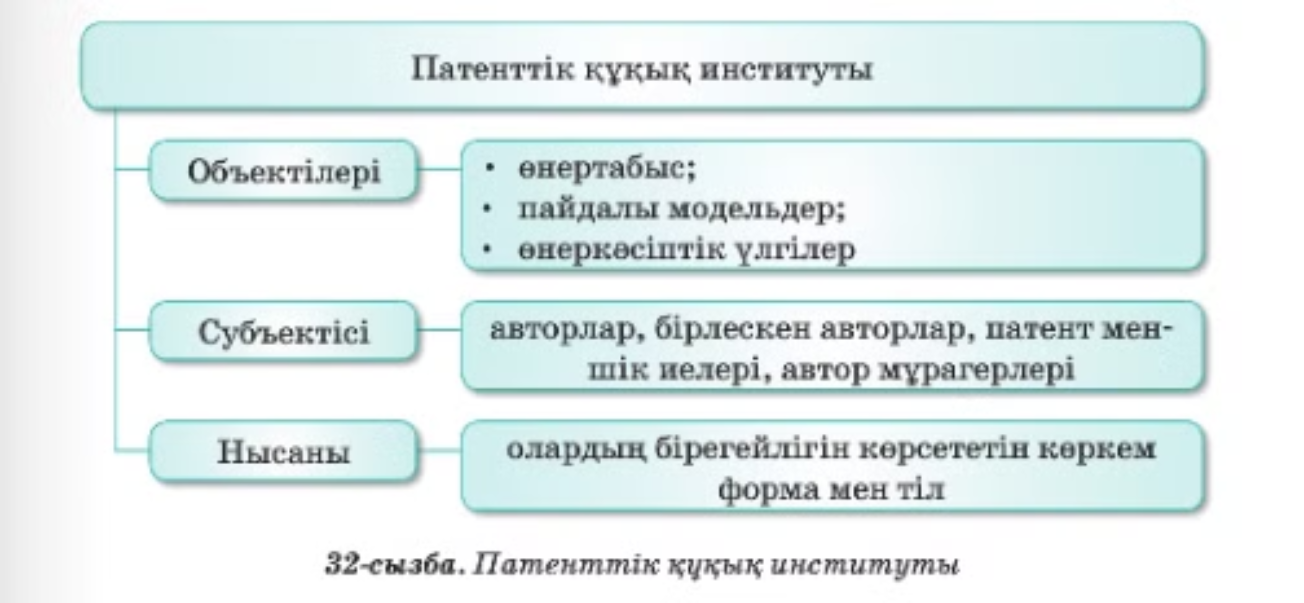 Патенттік құқық институты
Объектілері
• өнертабыс;
• пайдалы модельдер;
• өнеркәсіптік үлгілер
Субъектісі
авторлар, бірлескен авторлар, патент мен-
шік иелері, автор мұрагерлері
Нысаны
олардың бірегейлігін көрсететін көркем
форма мен тіл
32-сызба. Патенттік құқық институты